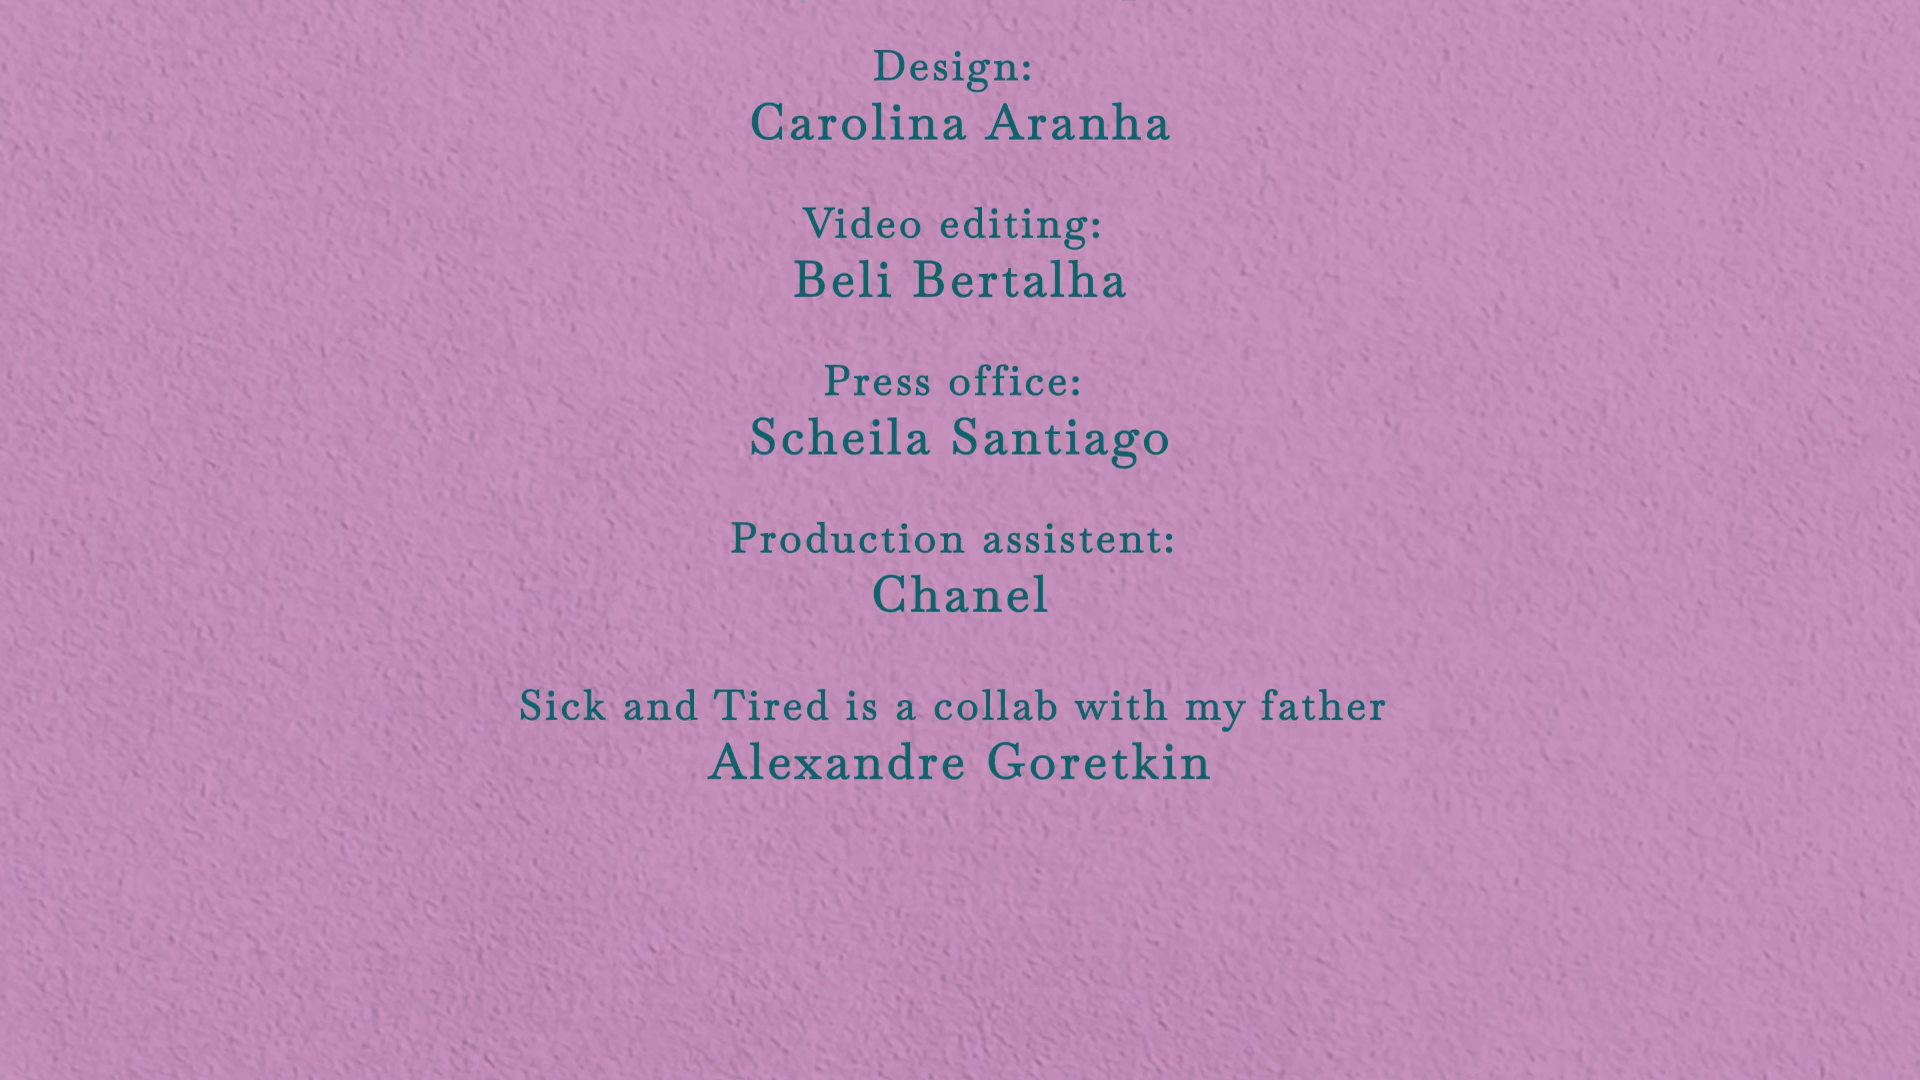 Design:
Carolina Aranha
Video editing:
Beli Bertalha
Press office:
Scheila Santiago
Production assistent:
Chanel
Sick and Tired is a collab with my father
Alexandre Goretkin